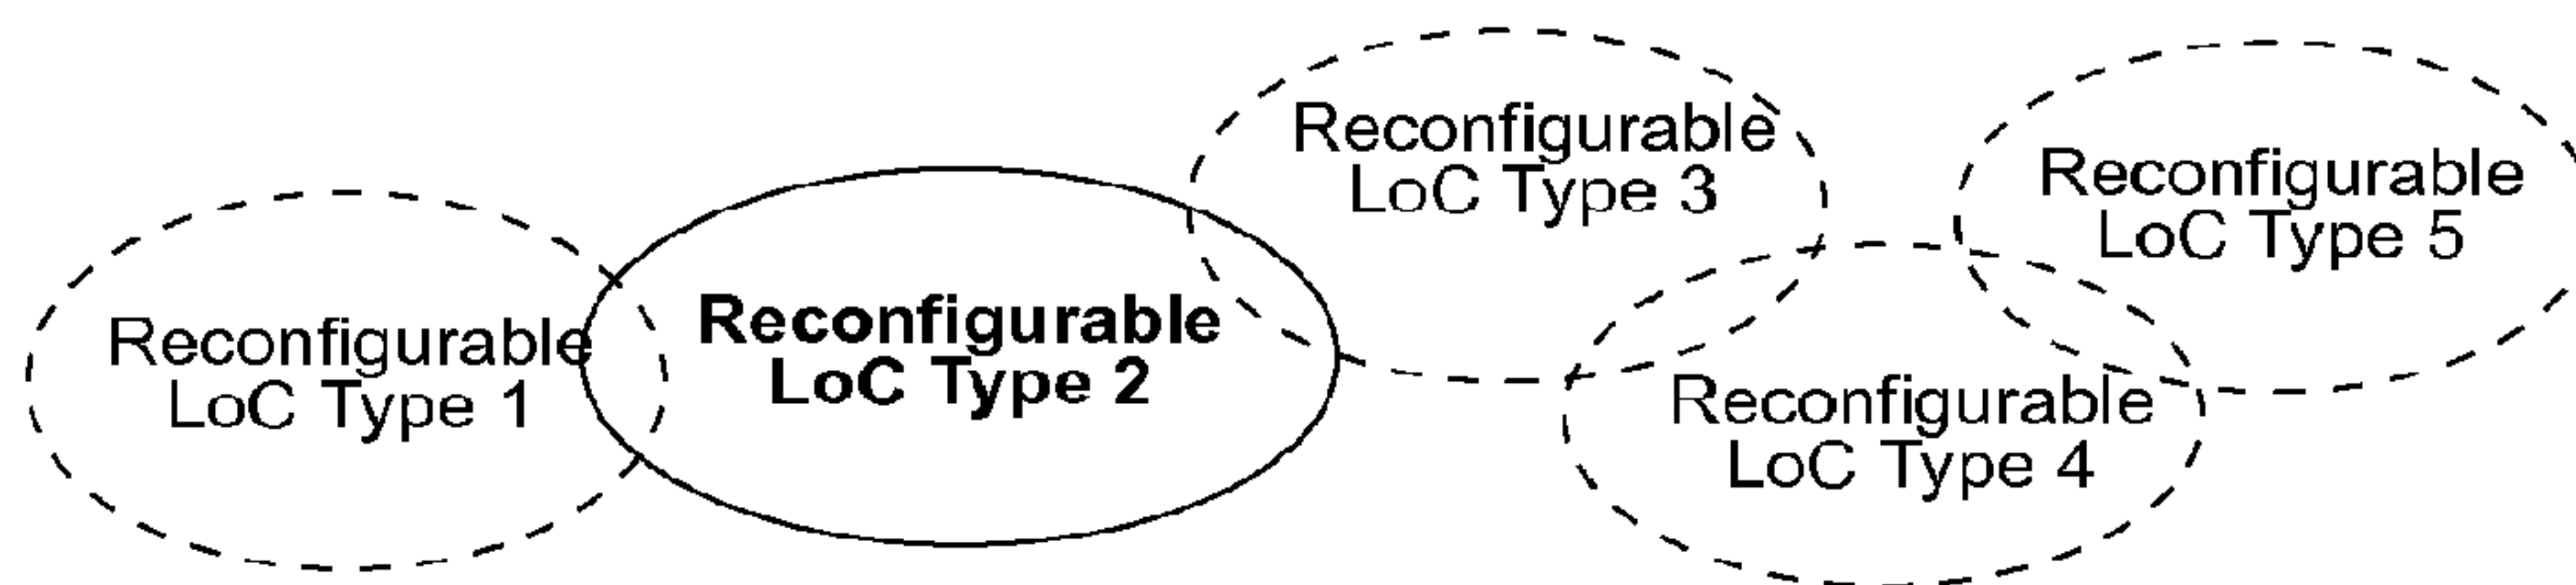 Reconfigurable
LoC Type 1
Reconfigurable
LoC Type 2
Reconfigurable
LoC Type 3
Reconfigurable
LoC Type 4
Reconfigurable
LoC Type 5